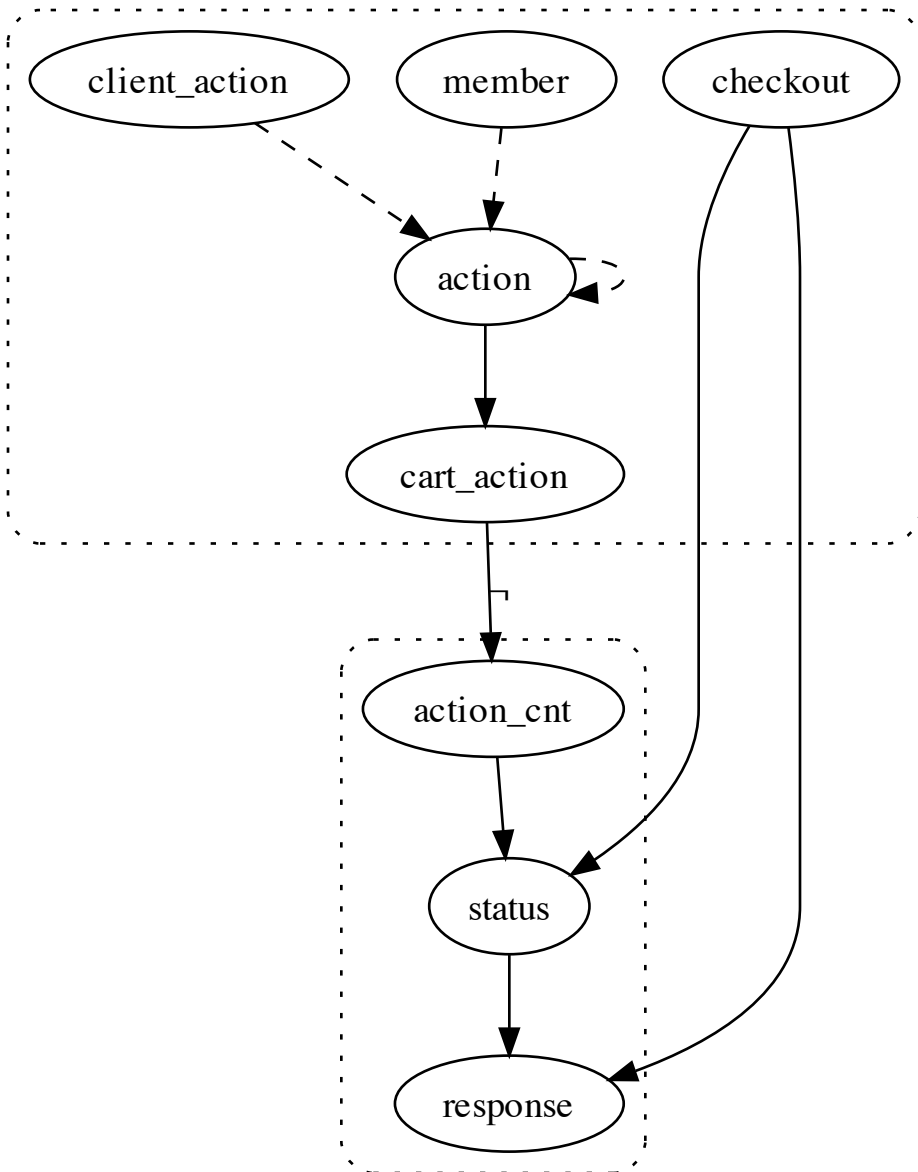 client_action
member
checkout
action
cart_action
¬
action_cnt
status
response